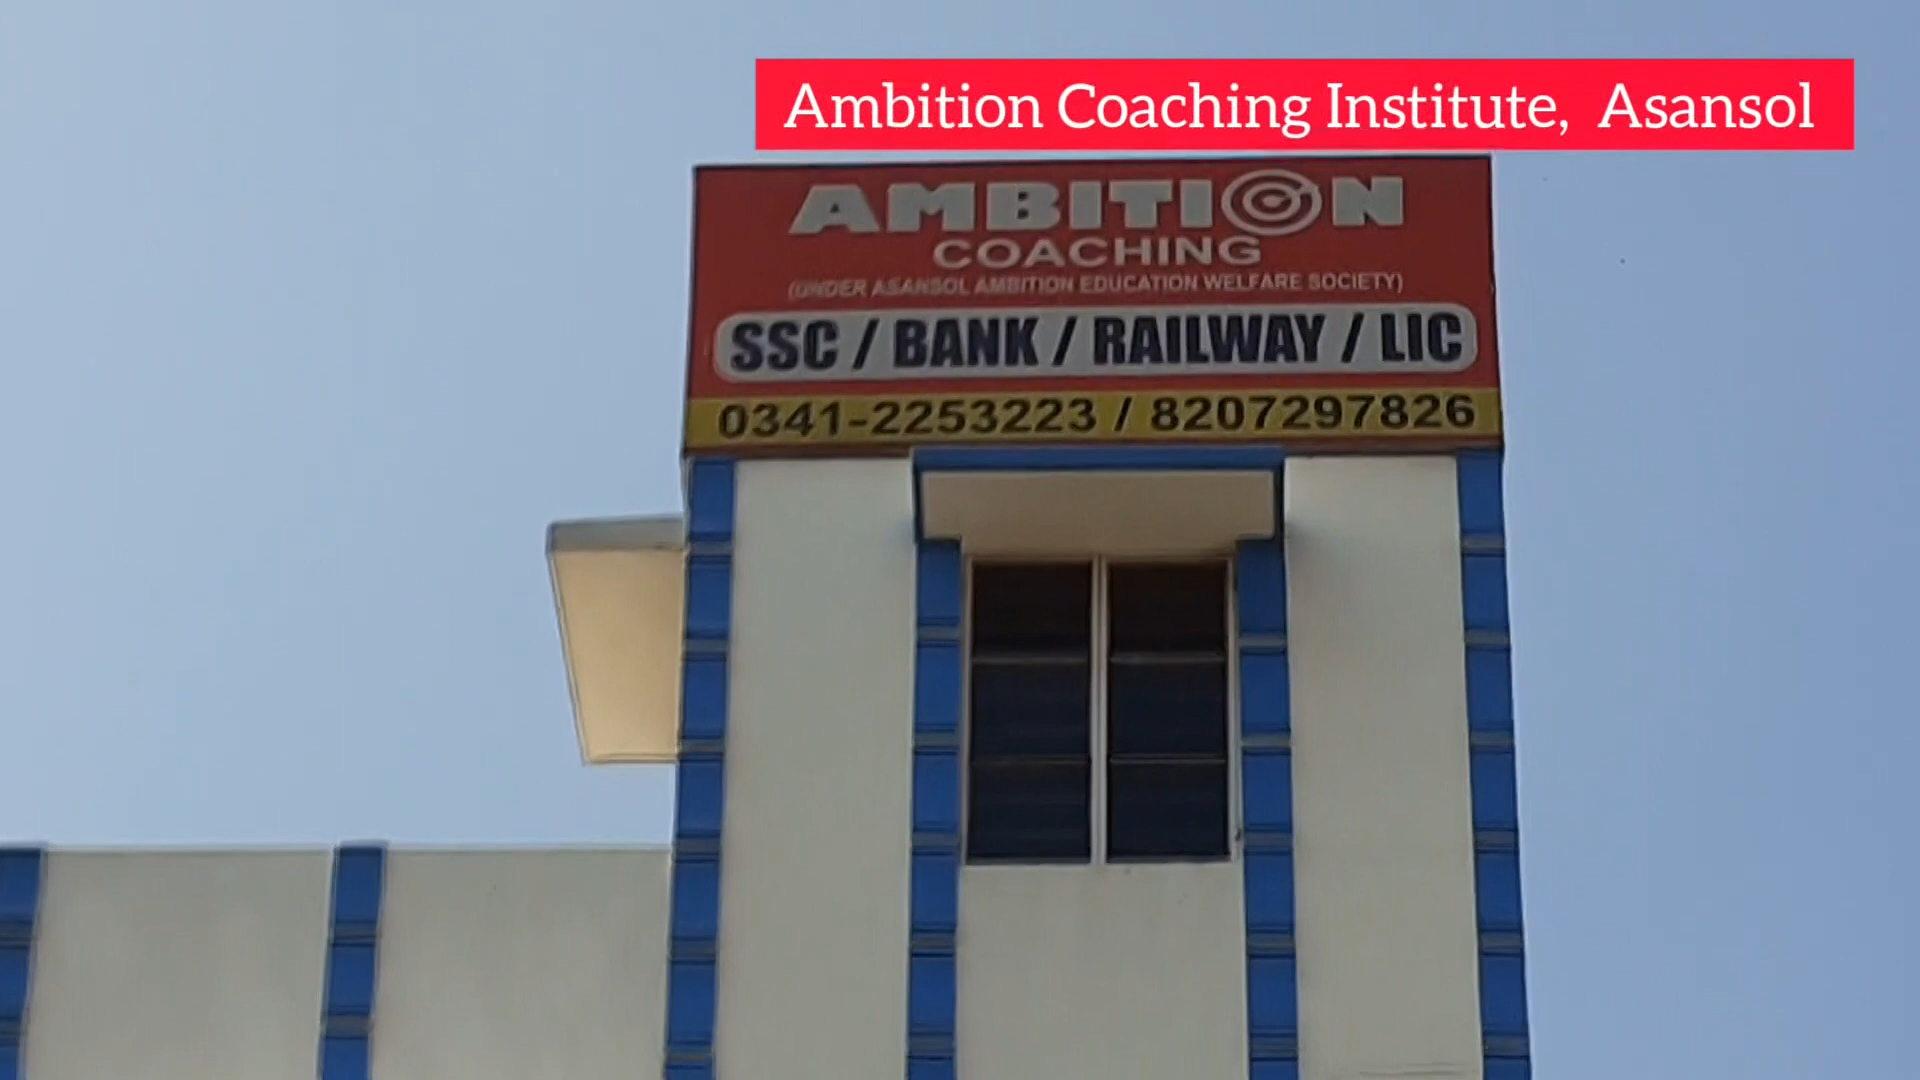 Ambition Coaching Institute, Asansol
AMBITION
COACHING
(UNDER ASANSOL AMBITION EDUCATION WELFARE SOCIETY)
SSC / BANK / RAILWAY / LIC
0341-2253223 / 8207297826